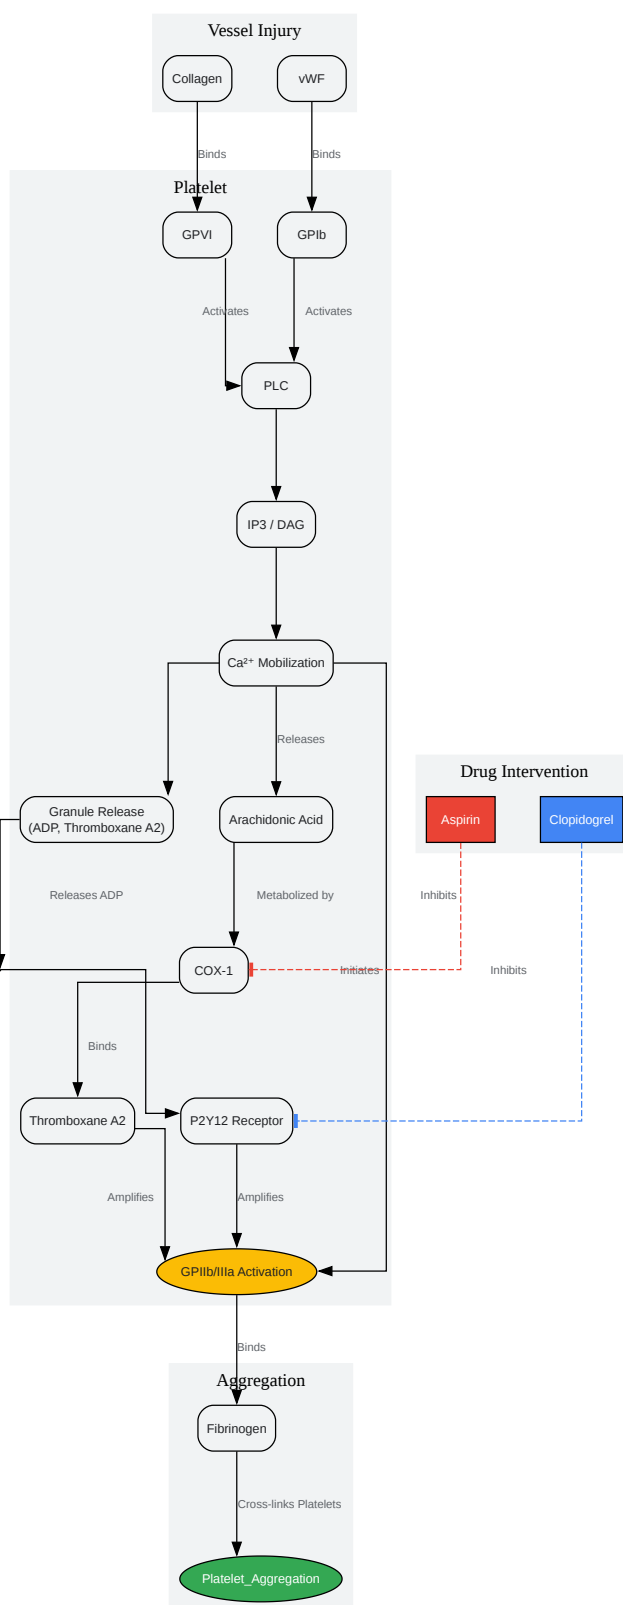 Vessel Injury
Collagen
vWF
Binds
Binds
Platelet
GPVI
GPIb
Activates
Activates
PLC
IP3 / DAG
Ca²⁺ Mobilization
Releases
Drug Intervention
Granule Release
(ADP, Thromboxane A2)
Arachidonic Acid
Aspirin
Clopidogrel
Releases ADP
Metabolized by
Inhibits
COX-1
Initiates
Inhibits
Binds
Thromboxane A2
P2Y12 Receptor
Amplifies
Amplifies
GPIIb/IIIa Activation
Binds
Aggregation
Fibrinogen
Cross-links Platelets
Platelet_Aggregation